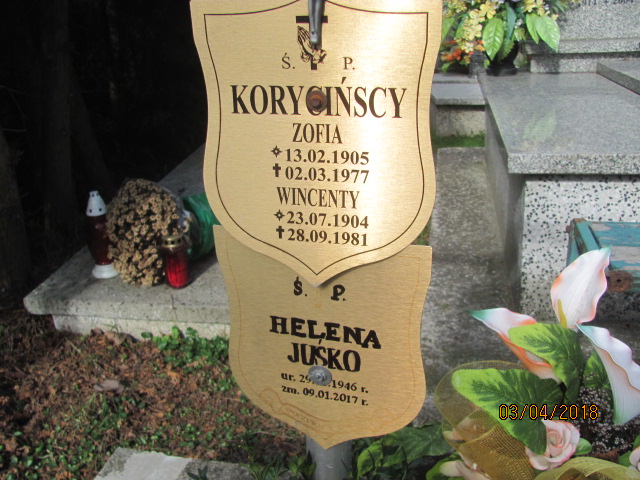 Ś. P.
KORYCIŃSCY
ZOFIA
13.02.1905
02.03.1977
WINCENTY
23.07.1904
28.09.1981
Ś. P.
HELENA
JUŚKO
ur. 1946 r.
zm. 09.01.2017 r.
03/04/2018